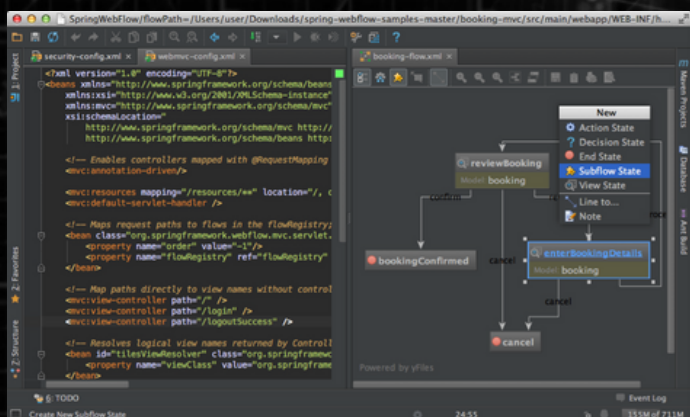 SpringWebFlow/flowPath - /Users/user/Downloads/spring-webflow-samples-master/booking-mvc/src/main/webapp/WEB-INF/h...
security-config.xml
webmvc-config.xml
<?xml version="1.0" encoding="UTF-8"?>
<beans xmlns="http://www.springframework.org/schema/beans
xmlns:xsi="http://www.w3.org/2001/XMLSchema-instance"
xmlns:mvc="http://www.springframework.org/schema/mvc"
xsi:schemaLocation="
http://www.springframework.org/schema/mvc http:/
http://www.springframework.org/schema/beans http:
<!-- Enables controllers mapped with @RequestMapping
<mvc:annotation-driven/>
<mvc:resources mapping="/resources/**" location="/, c
<mvc:default-servlet-handler />
<!-- Maps request paths to flows in the flowRegistry;
<bean class="org.springframework.webflow.mvc.servlet.
<property name="order" value="-1"/>
<property name="flowRegistry" ref="flowRegistry"
</bean>
<!-- Map paths directly to view names without control
<mvc:view-controller path="/" />
<mvc:view-controller path="/login" />
<mvc:view-controller path="/logoutSuccess" />
<!-- Resolves logical view names returned by Controll
<bean id="tilesViewResolver" class="org.springframewo
<property name="viewClass" value="org.springframe
</bean>
booking-flow.xml
New
Action State
Decision State
End State
Subflow State
View State
Line to...
Note
reviewBooking
Model: booking
confirm
bookingConfirmed
cancel
enterBookingDetails
Model: booking
cancel
cancel
Powered by yFiles
1: Project
2: Favorites
Z: Structure
Maven Projects
Database
Ant Build
6: TODO
Event Log
Create New Subflow State
24:55
155M of 711M